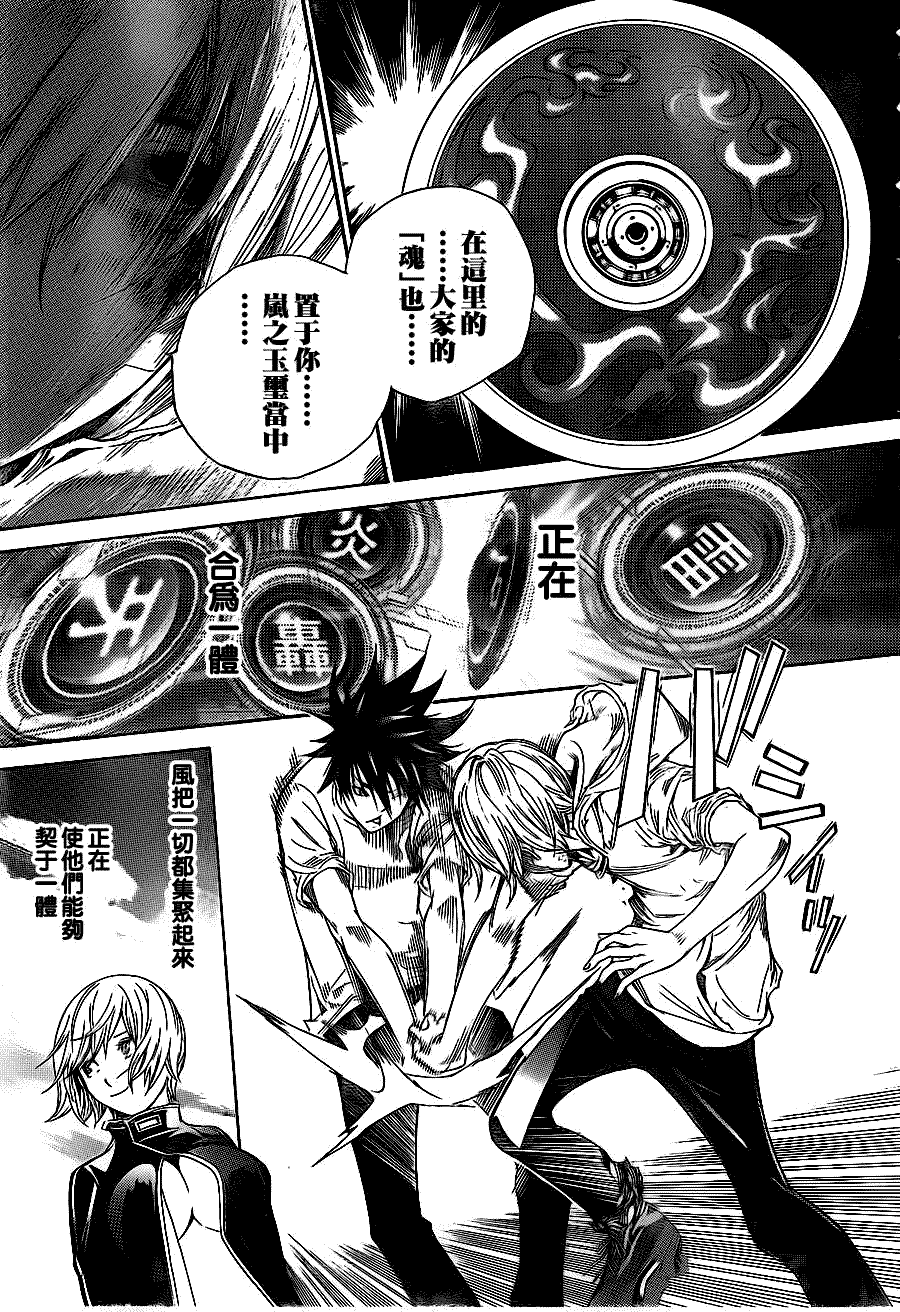 在這里的
……大家的
「魂」也……
置于你……
嵐之玉璽當中
……
正在
炎
轟
合爲一體
風把一切都集聚起來
正在
使他們能夠
契于一體